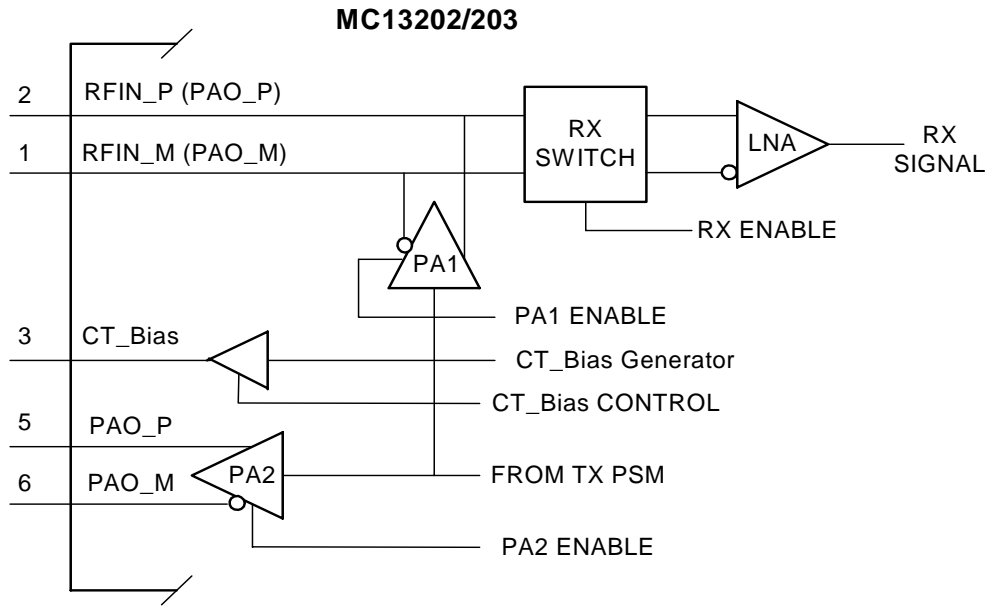 MC13202/203
2 RFIN_P (PAO_P)
1 RFIN_M (PAO_M)
RX
SWITCH
LNA
RX
SIGNAL
RX ENABLE
PA1
PA1 ENABLE
3 CT_Bias
CT_Bias Generator
CT_Bias CONTROL
5 PAO_P
6 PAO_M
PA2
FROM TX PSM
PA2 ENABLE